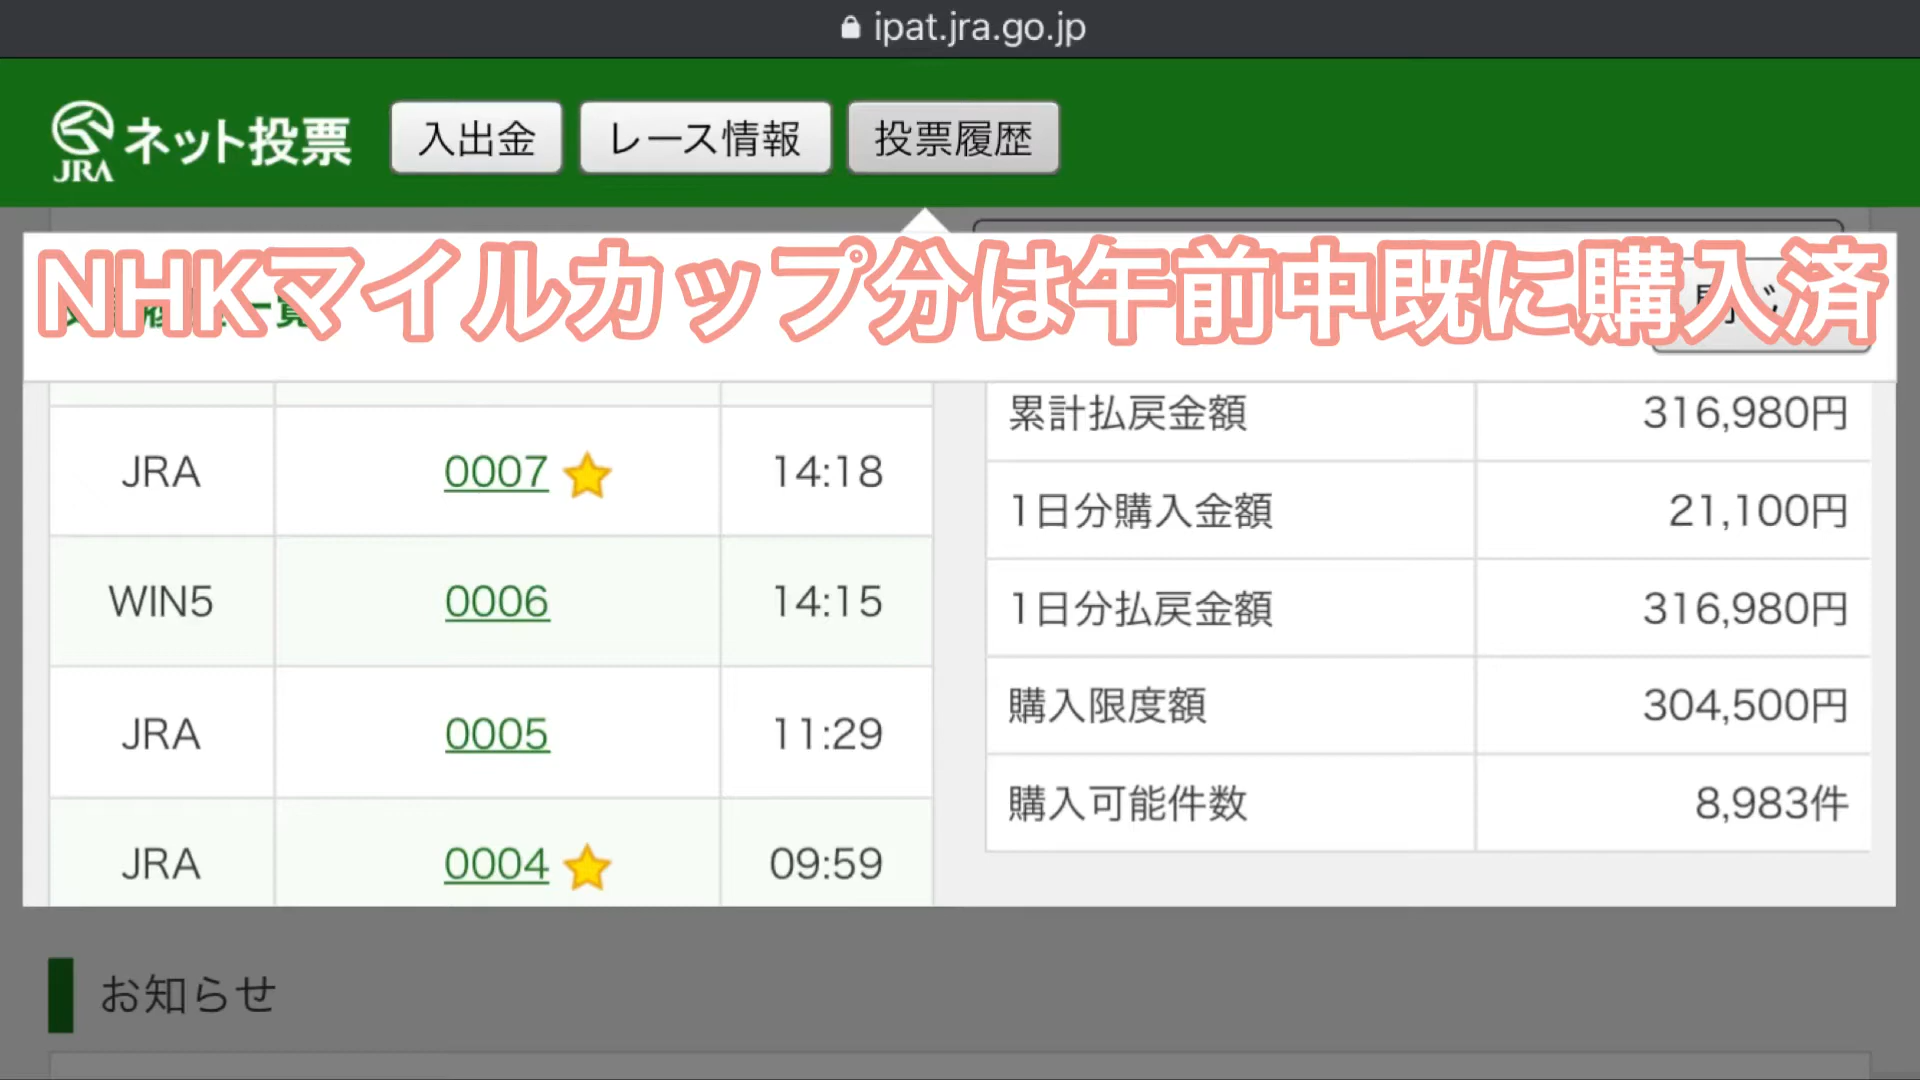 ipat.jra.go.jp
JRA ネット投票 入出金 レース情報 投票履歴
NHKマイルカップ分は午前中既に購入済
JRA 0007 14:18
WIN5 0006 14:15
JRA 0005 11:29
JRA 0004 09:59
累計払戻金額 316,980円
1日分購入金額 21,100円
1日分払戻金額 316,980円
購入限度額 304,500円
購入可能件数 8,983件
お知らせ